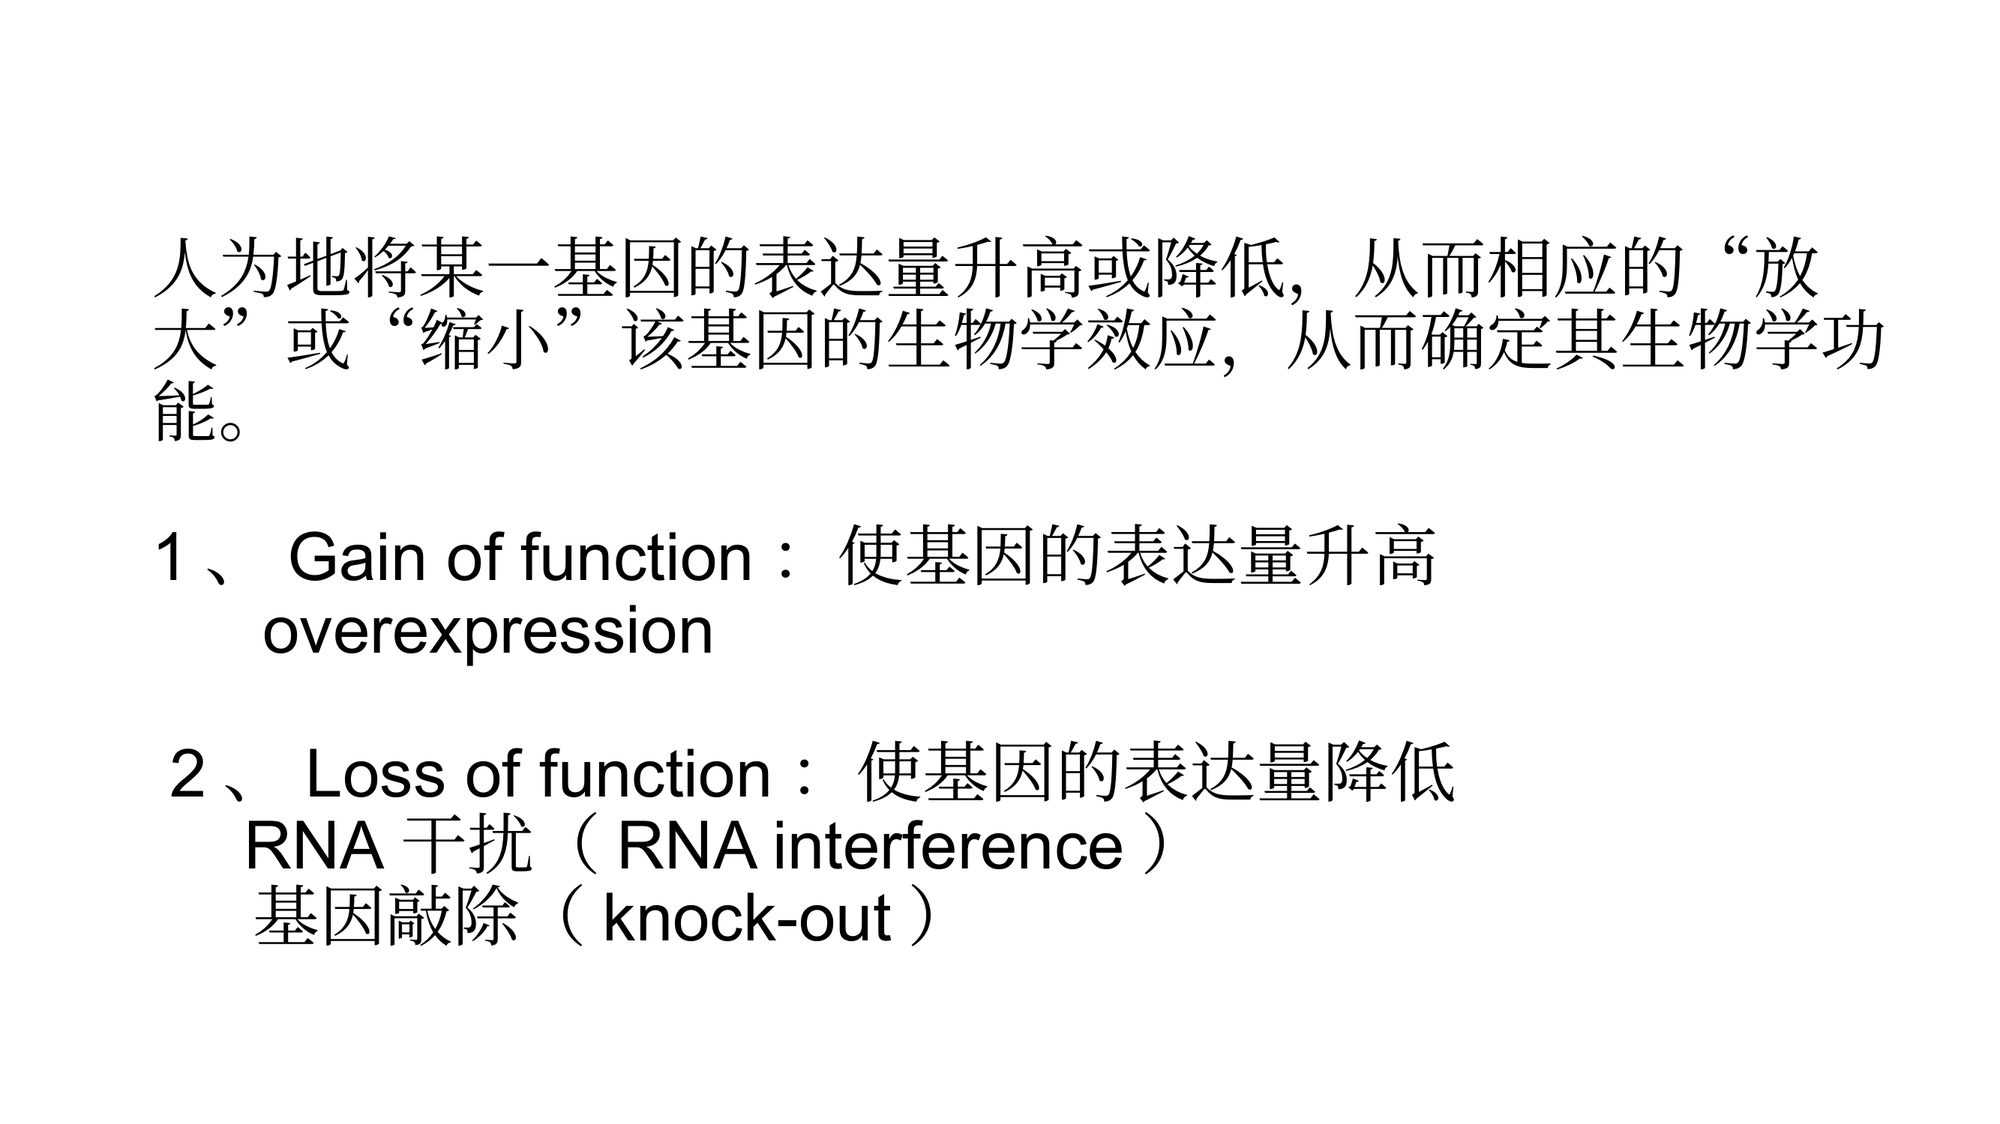 人为地将某一基因的表达量升高或降低，从而相应的“放
大”或“缩小”该基因的生物学效应，从而确定其生物学功
能。
1、 Gain of function： 使基因的表达量升高
overexpression
2、 Loss of function： 使基因的表达量降低
RNA 干扰（ RNA interference ）
基因敲除（ knock-out ）